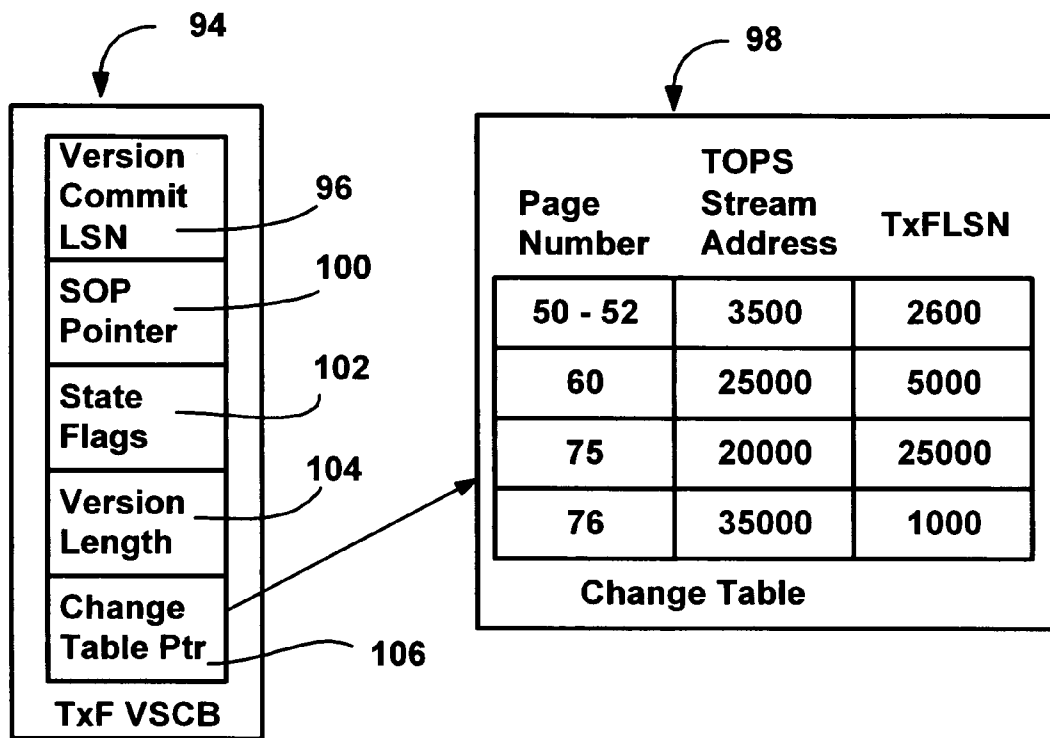 94
Version
Commit
LSN
96
SOP
Pointer
100
State
Flags
102
Version
Length
104
Change
Table Ptr
106
TxF VSCB
98
Page
Number
TOPS
Stream
Address
TxFLSN
50 - 52 3500 2600
60 25000 5000
75 20000 25000
76 35000 1000
Change Table